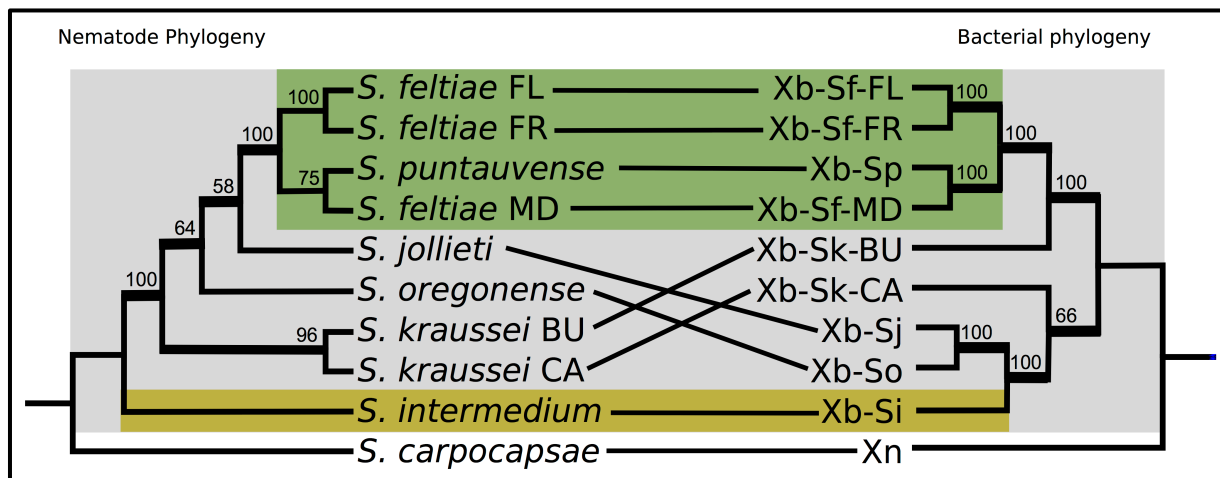 Nematode Phylogeny Bacterial phylogeny
100 S. feltiae FL Xb-Sf-FL 100
100 S. feltiae FR Xb-Sf-FR 100
75 S. puntauvense Xb-Sp 100
58 S. feltiae MD Xb-Sf-MD 100
64 S. jollieti Xb-Sk-BU
100 S. oregonense Xb-Sk-CA 66
96 S. kraussei BU Xb-Sj 100
S. kraussei CA Xb-So 100
S. intermedium Xb-Si
S. carpocapsae Xn